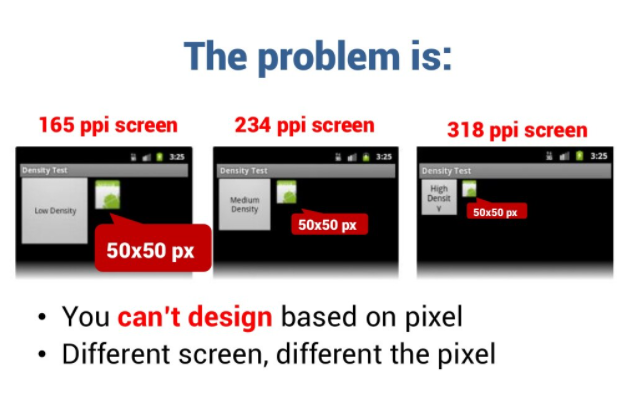 The problem is:
165 ppi screen
234 ppi screen
318 ppi screen
3:25
Density Test
Low Density
50x50 px
3:25
Density Test
Medium
Density
50x50 px
3:25
Density Test
High
Densit
y
50x50 px
• You can't design based on pixel
• Different screen, different the pixel